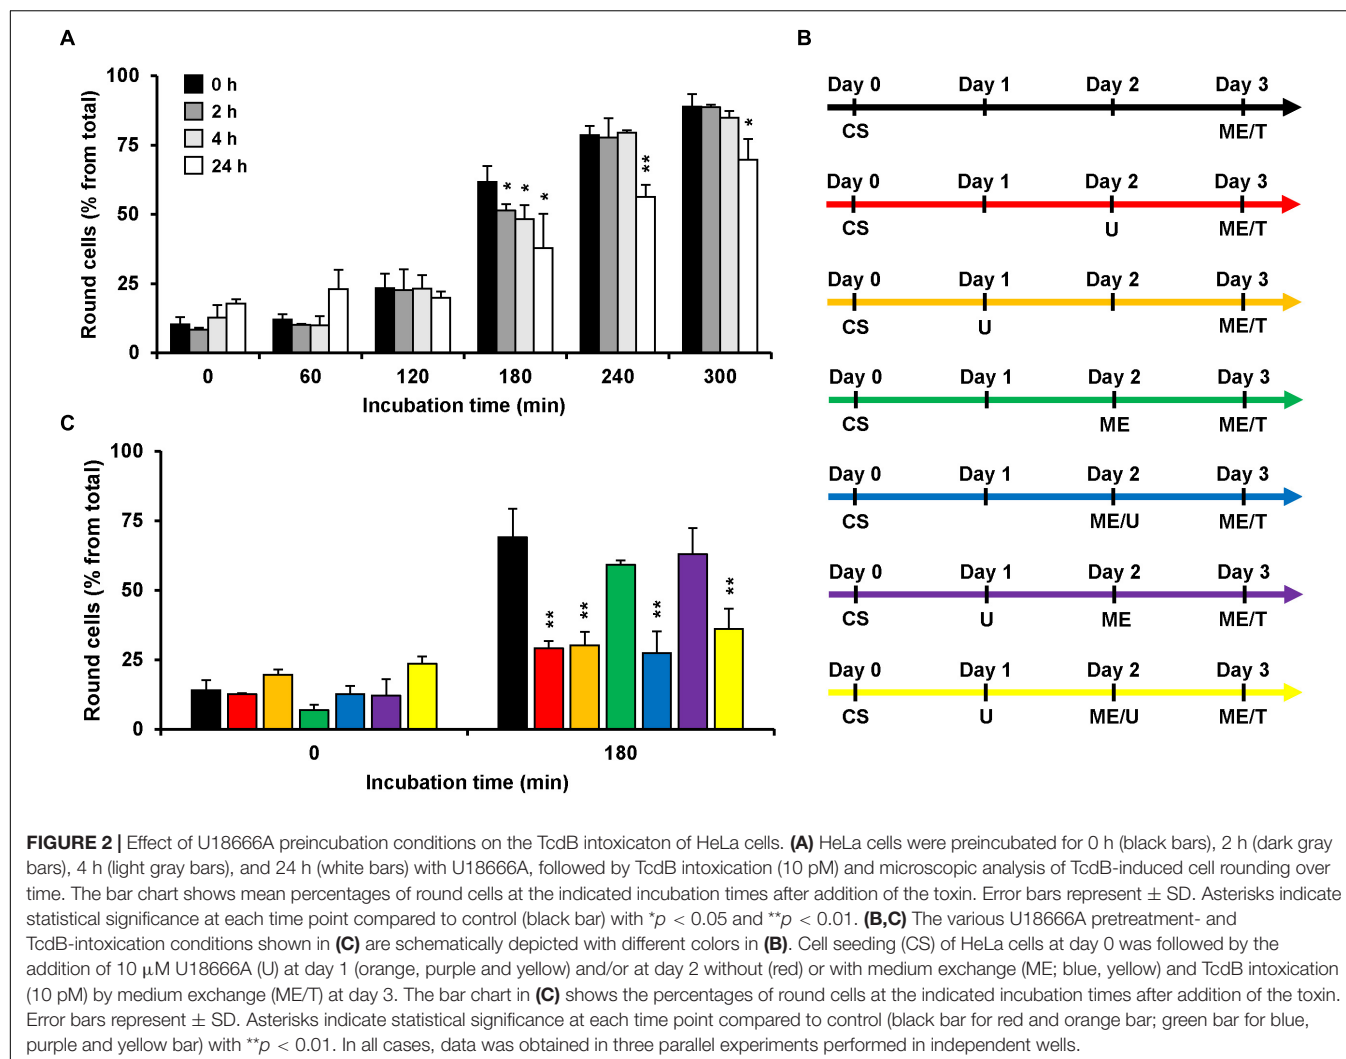 A
100
75
50
25
0
Round cells (% from total)
0 h
2 h
4 h
24 h
* * *
**
*
0 60 120 180 240 300
Incubation time (min)
B
Day 0 Day 1 Day 2 Day 3
CS ME/T
Day 0 Day 1 Day 2 Day 3
CS U ME/T
Day 0 Day 1 Day 2 Day 3
CS U ME/T
Day 0 Day 1 Day 2 Day 3
CS ME ME/T
Day 0 Day 1 Day 2 Day 3
CS ME/U ME/T
Day 0 Day 1 Day 2 Day 3
CS U ME ME/T
Day 0 Day 1 Day 2 Day 3
CS U ME/U ME/T
C
100
75
50
25
0
Round cells (% from total)
** ** ** **
0 180
Incubation time (min)
FIGURE 2 | Effect of U18666A preincubation conditions on the TcdB intoxicaton of HeLa cells. (A) HeLa cells were preincubated for 0 h (black bars), 2 h (dark gray
bars), 4 h (light gray bars), and 24 h (white bars) with U18666A, followed by TcdB intoxication (10 pM) and microscopic analysis of TcdB-induced cell rounding over
time. The bar chart shows mean percentages of round cells at the indicated incubation times after addition of the toxin. Error bars represent ± SD. Asterisks indicate
statistical significance at each time point compared to control (black bar) with *p < 0.05 and **p < 0.01. (B,C) The various U18666A pretreatment- and
TcdB-intoxication conditions shown in (C) are schematically depicted with different colors in (B). Cell seeding (CS) of HeLa cells at day 0 was followed by the
addition of 10 μM U18666A (U) at day 1 (orange, purple and yellow) and/or at day 2 without (red) or with medium exchange (ME; blue, yellow) and TcdB intoxication
(10 pM) by medium exchange (ME/T) at day 3. The bar chart in (C) shows the percentages of round cells at the indicated incubation times after addition of the toxin.
Error bars represent ± SD. Asterisks indicate statistical significance at each time point compared to control (black bar for red and orange bar; green bar for blue,
purple and yellow bar) with **p < 0.01. In all cases, data was obtained in three parallel experiments performed in independent wells.